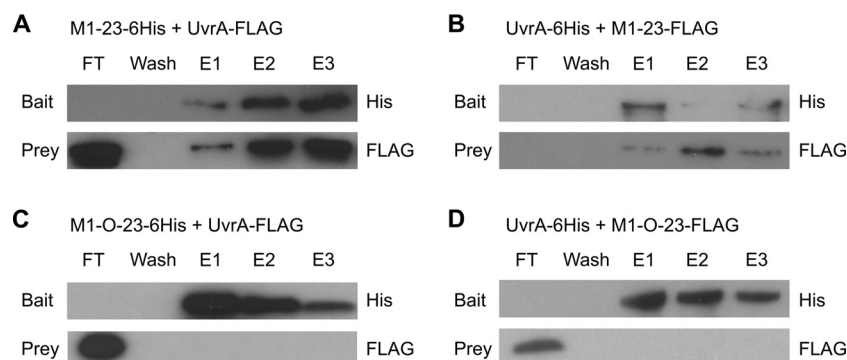 A M1-23-6His + UvrA-FLAG
FT Wash E1 E2 E3
Bait His
Prey FLAG
B UvrA-6His + M1-23-FLAG
FT Wash E1 E2 E3
Bait His
Prey FLAG
C M1-O-23-6His + UvrA-FLAG
FT Wash E1 E2 E3
Bait His
Prey FLAG
D UvrA-6His + M1-O-23-FLAG
FT Wash E1 E2 E3
Bait His
Prey FLAG